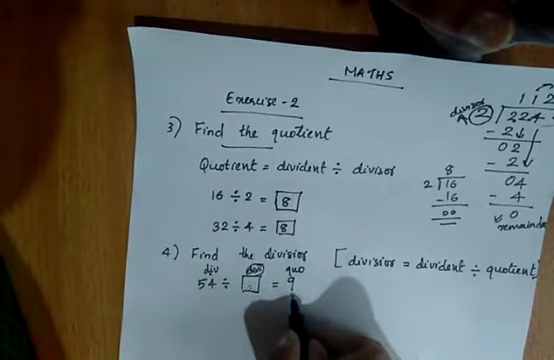 MATHS
Exercise - 2
3) Find the quotient
Quotient = divident ÷ divisor
16 ÷ 2 = 8
32 ÷ 4 = 8
divisor
112
2 224
- 2
02
- 2
04
- 4
0
remainder
8
2 16
-16
00
4) Find the divisior [divisior = divident ÷ quotient]
div quo
54 ÷ = 9